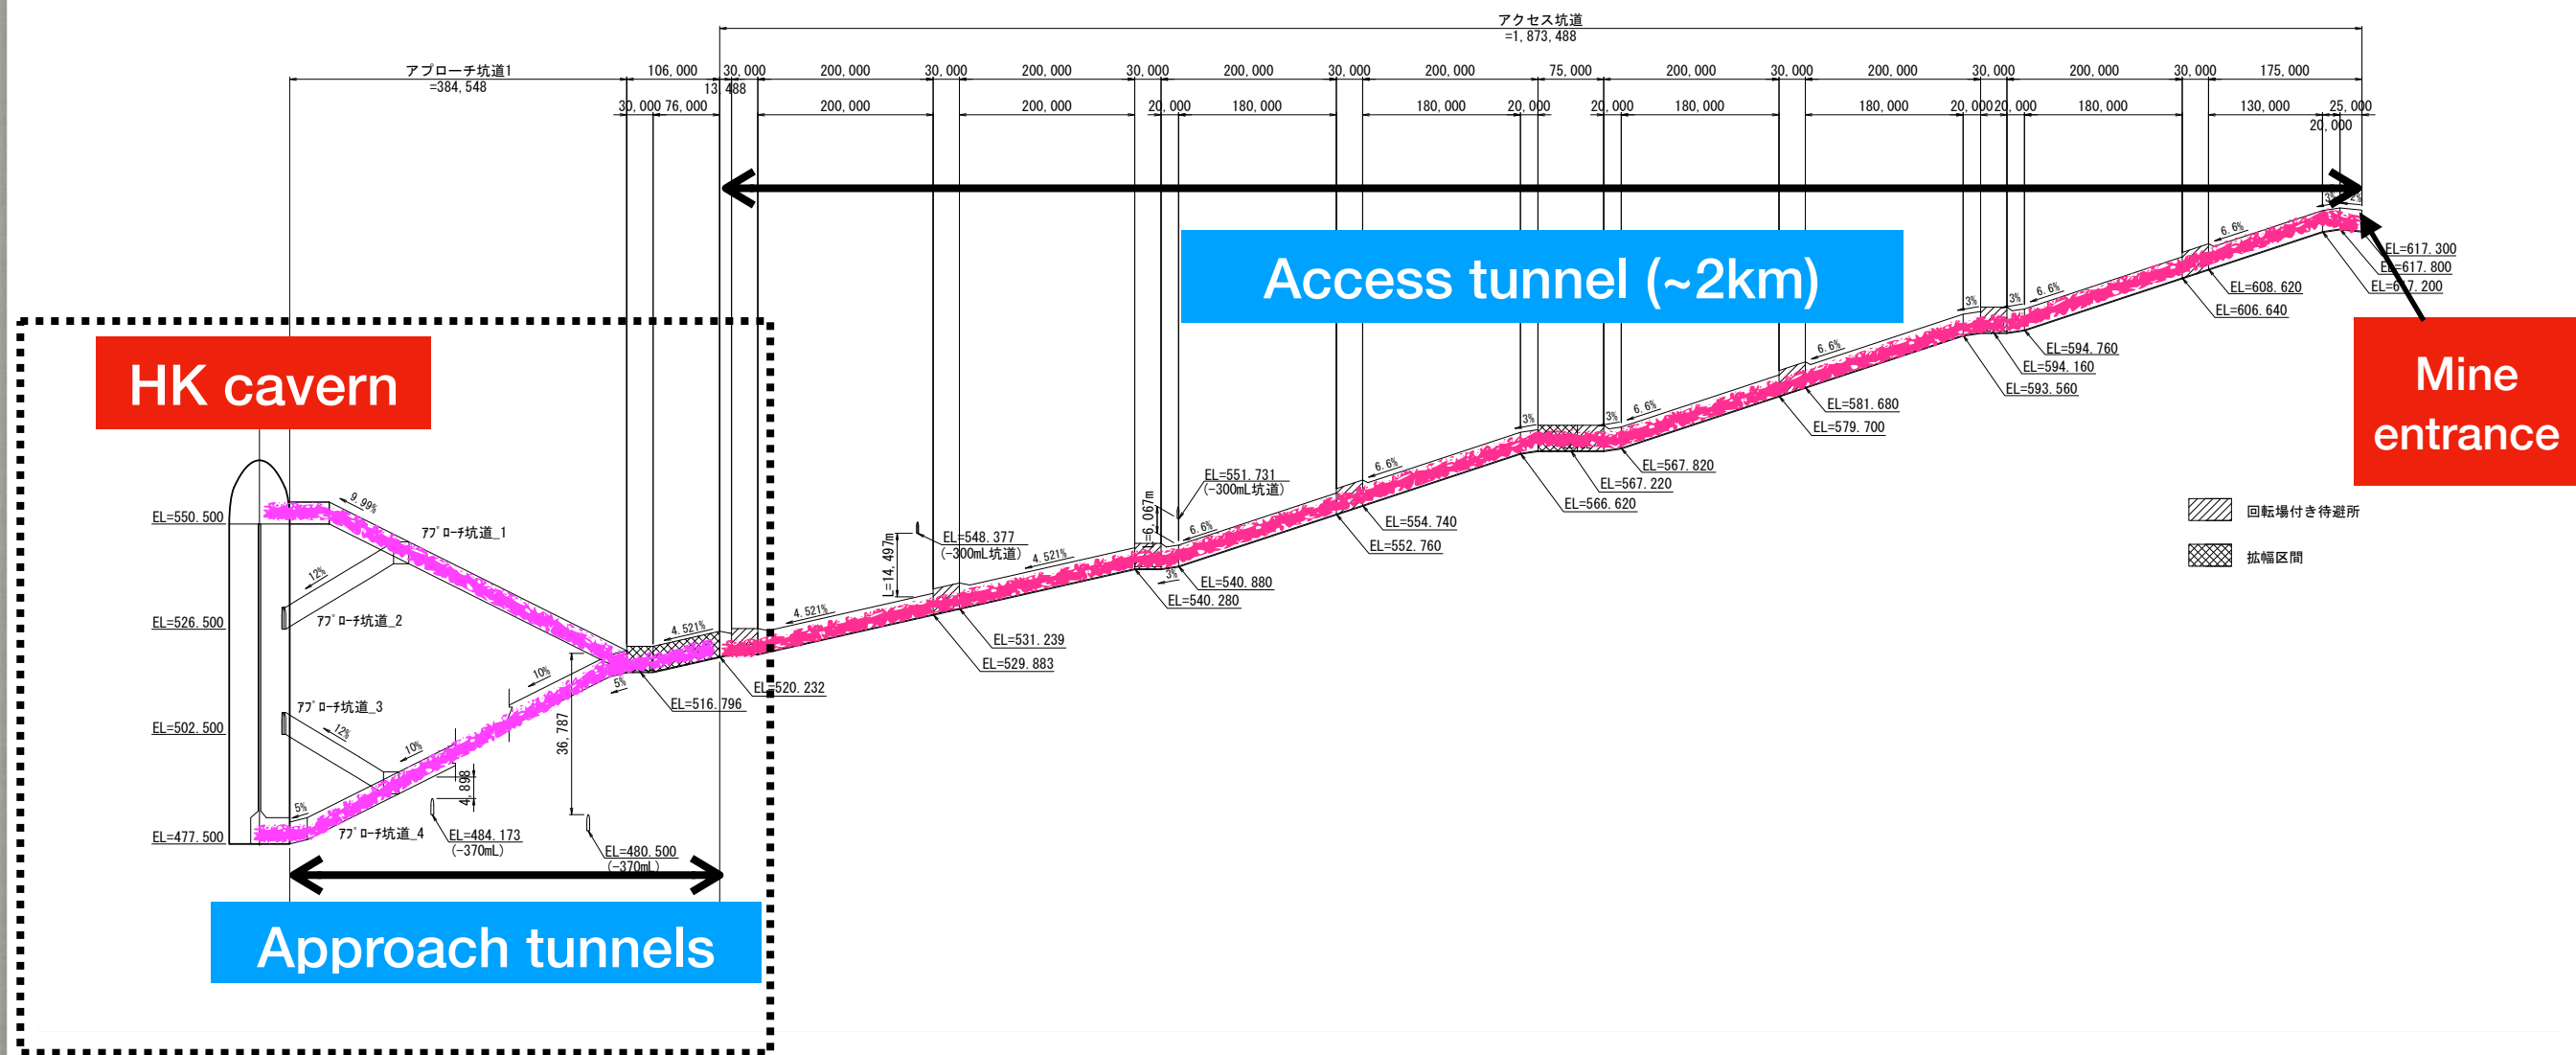 アクセス坑道
=1,873,488
アプローチ坑道1
=384,548
106,000
30,000
200,000
30,000
200,000
30,000
200,000
30,000
200,000
75,000
200,000
30,000
200,000
30,000
200,000
30,000
175,000
13,488
30,000
76,000
200,000
200,000
20,000
180,000
180,000
20,000
20,000
180,000
180,000
20,000
20,000
180,000
130,000
25,000
20,000
3%
2%
6.6%
Access tunnel (~2km)
EL=617.300
EL=617.800
EL=617.200
EL=608.620
EL=606.640
Mine
entrance
HK cavern
3%
3%
6.6%
EL=594.760
EL=594.160
EL=593.560
6.6%
EL=581.680
EL=579.700
3%
3%
6.6%
EL=567.820
EL=567.220
EL=566.620
6.6%
EL=554.740
EL=552.760
EL=551.731
(-300mL坑道)
L=6,067m
6.6%
3%
EL=540.880
EL=540.280
EL=548.377
(-300mL坑道)
L=14,497m
4.521%
EL=531.239
EL=529.883
4.521%
4.521%
EL=520.232
EL=516.796
回転場付き待避所
拡幅区間
EL=550.500
9.99%
アプローチ坑道_1
12%
アプローチ坑道_2
EL=526.500
10%
5%
36,787
アプローチ坑道_3
EL=502.500
12%
10%
4,898
5%
アプローチ坑道_4
EL=477.500
EL=484.173
(-370mL)
EL=480.500
(-370mL)
Approach tunnels